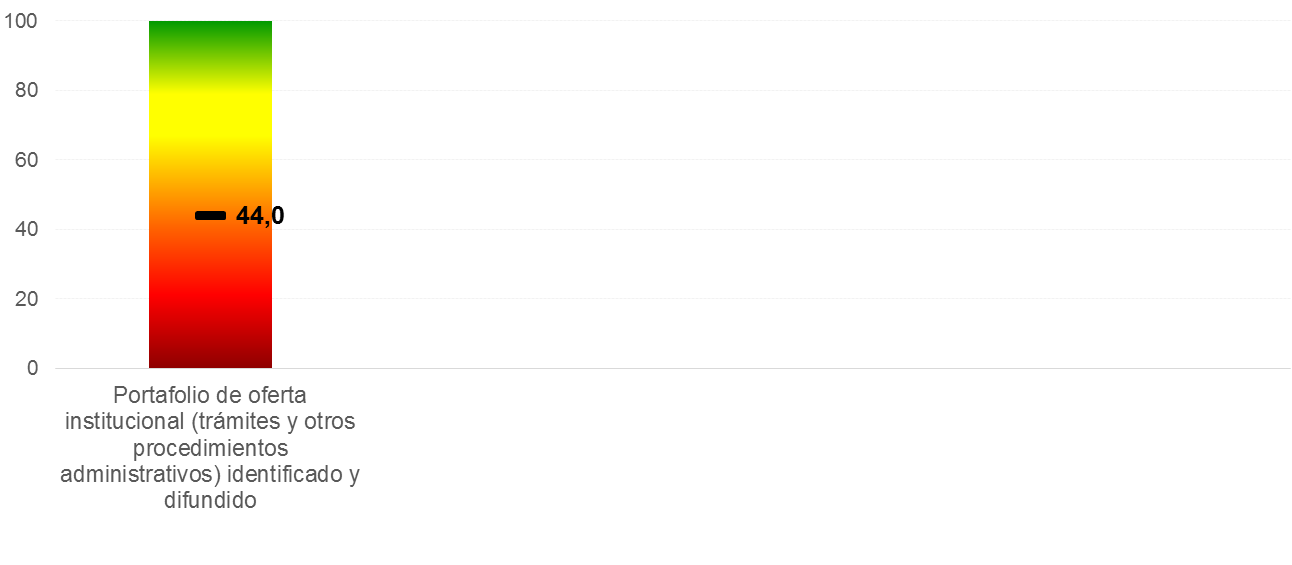 100
80
60
40
20
0
44,0
Portafolio de oferta
institucional (trámites y otros
procedimientos
administrativos) identificado y
difundido